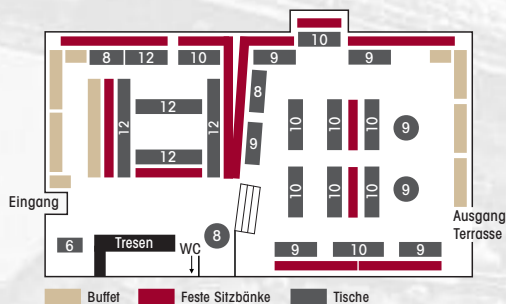 10
8 12 10 9 9
8
12 12 12
9
10 10 10 9
12
10 10 10 9
Eingang
Ausgang
Terrasse
6 Tresen WC 8
9 10 9
Buffet Feste Sitzbänke Tische